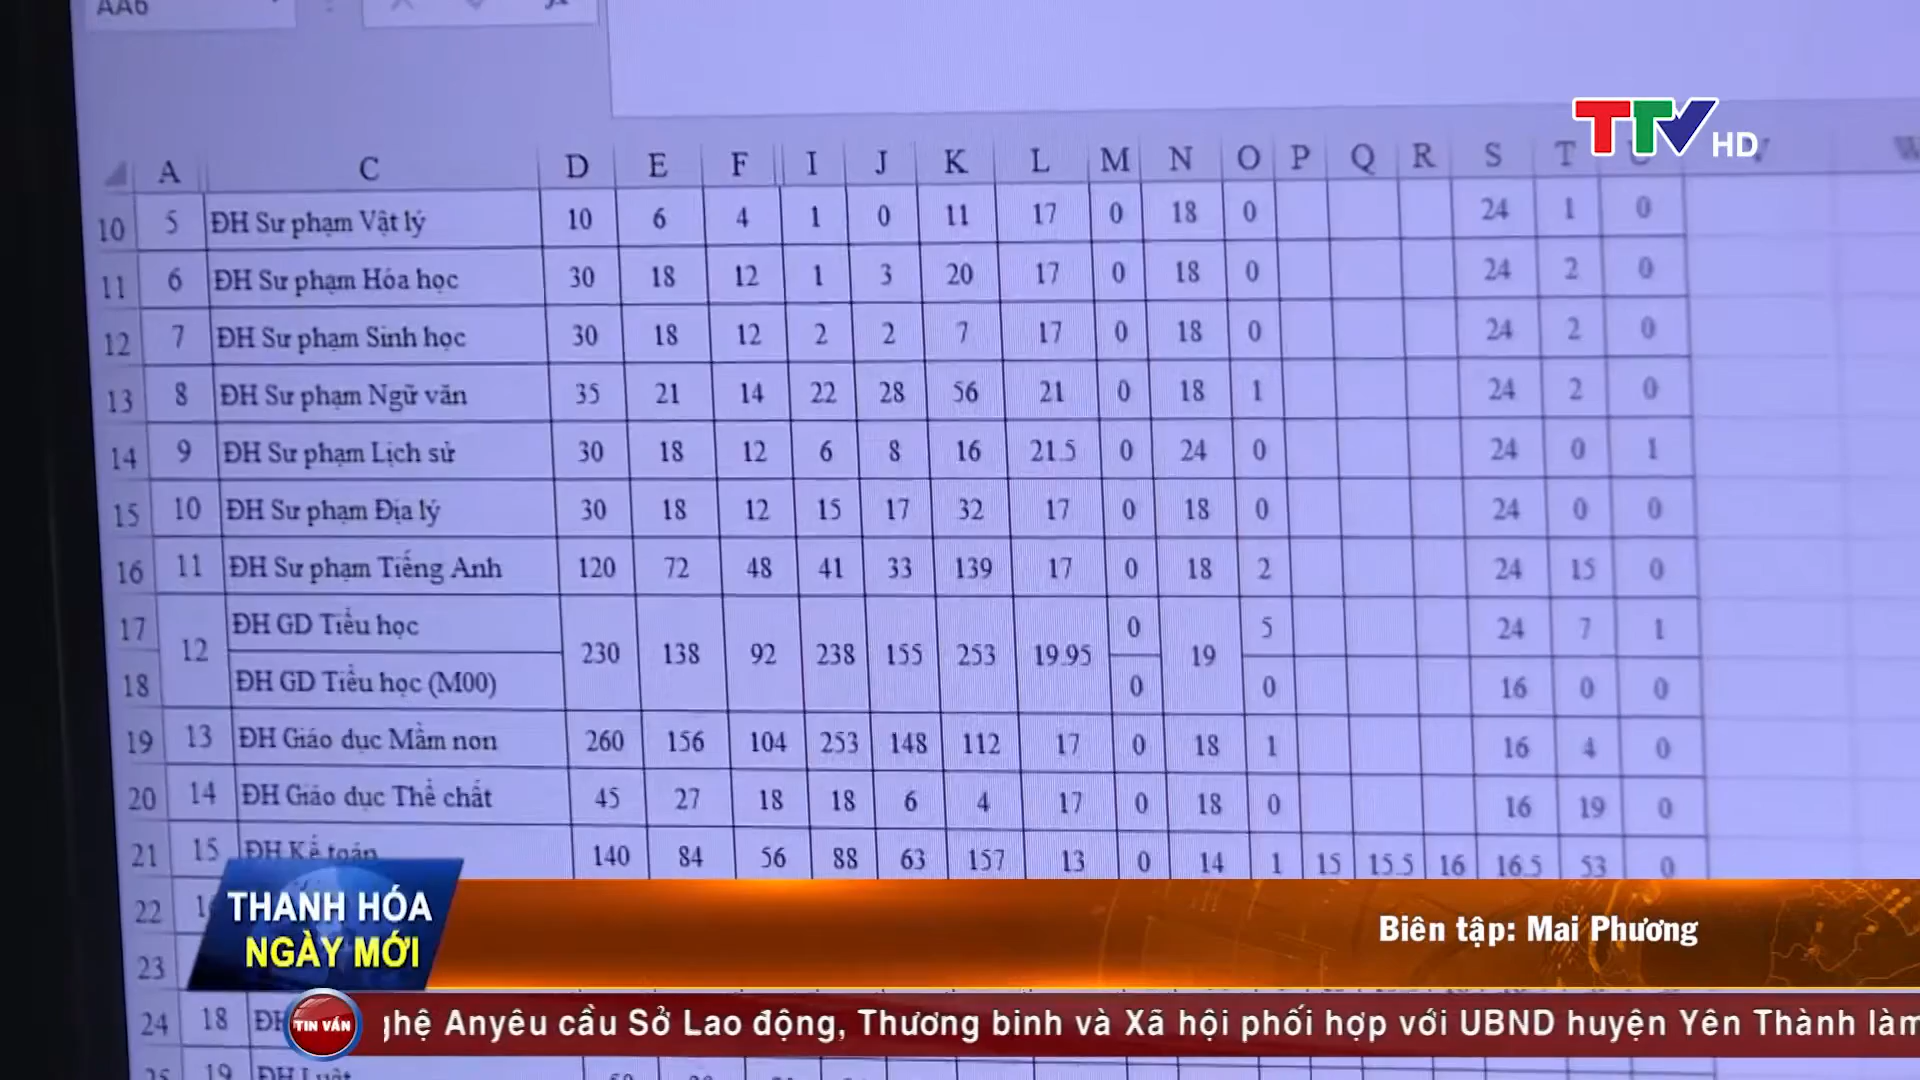 AA6
TTV HD
A C D E F I J K L M N O P Q R S T
10 5 ĐH Sư phạm Vật lý 10 6 4 1 0 11 17 0 18 0 24 1 0
11 6 ĐH Sư phạm Hóa học 30 18 12 1 3 20 17 0 18 0 24 2 0
12 7 ĐH Sư phạm Sinh học 30 18 12 2 2 7 17 0 18 0 24 2 0
13 8 ĐH Sư phạm Ngữ văn 35 21 14 22 28 56 21 0 18 1 24 2 0
14 9 ĐH Sư phạm Lịch sử 30 18 12 6 8 16 21.5 0 24 0 24 0 1
15 10 ĐH Sư phạm Địa lý 30 18 12 15 17 32 17 0 18 0 24 0 0
16 11 ĐH Sư phạm Tiếng Anh 120 72 48 41 33 139 17 0 18 2 24 15 0
17 ĐH GD Tiểu học 0 5 24 7 1
12 230 138 92 238 155 253 19.95 19
18 ĐH GD Tiểu học (M00) 0 0 16 0 0
19 13 ĐH Giáo dục Mầm non 260 156 104 253 148 112 17 0 18 1 16 4 0
20 14 ĐH Giáo dục Thể chất 45 27 18 18 6 4 17 0 18 0 16 19 0
21 15 ĐH Kế toán 140 84 56 88 63 157 13 0 14 1 15 15.5 16 16.5 53 0
22
23
THANH HÓA
NGÀY MỚI
Biên tập: Mai Phương
24 18
TIN VẮN
hệ Anyêu cầu Sở Lao động, Thương binh và Xã hội phối hợp với UBND huyện Yên Thành làm
19 ĐH Luật